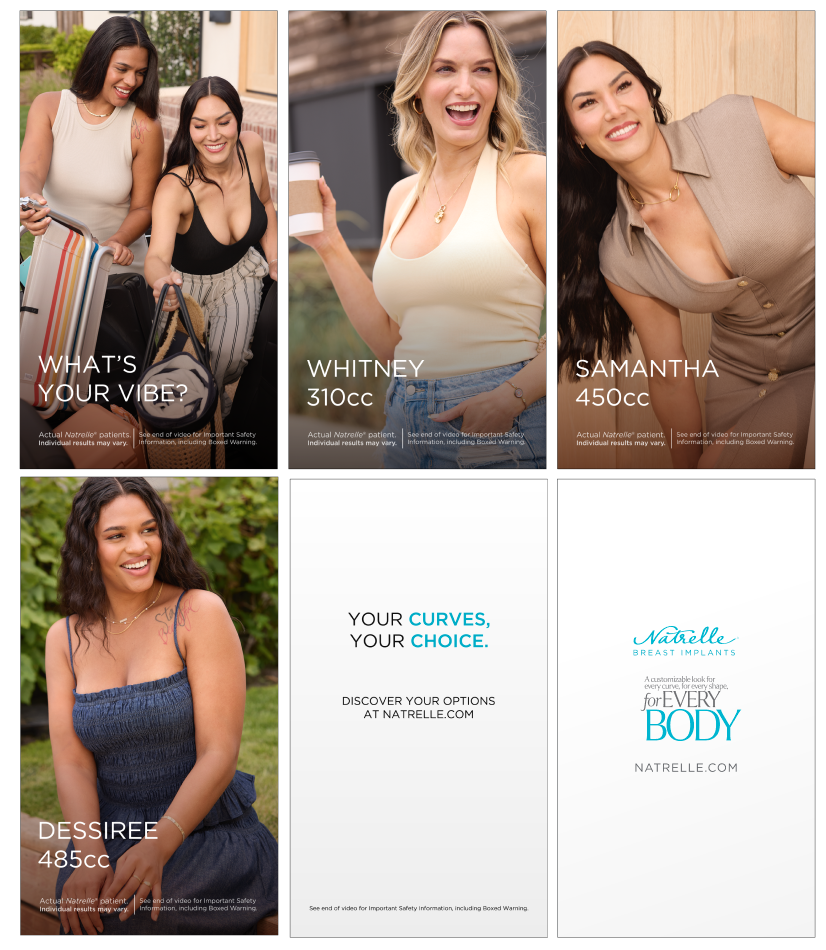 WHAT'S
YOUR VIBE?
Actual Natrelle® patients.
Individual results may vary.
See end of video for Important Safety
Information, including Boxed Warning.
WHITNEY
310cc
Actual Natrelle® patient.
Individual results may vary.
See end of video for Important Safety
Information, including Boxed Warning.
SAMANTHA
450cc
Actual Natrelle® patient.
Individual results may vary.
See end of video for Important Safety
Information, including Boxed Warning.
DESSIREE
485cc
Actual Natrelle® patient.
Individual results may vary.
See end of video for Important Safety
Information, including Boxed Warning.
YOUR CURVES,
YOUR CHOICE.
DISCOVER YOUR OPTIONS
AT NATRELLE.COM
See end of video for Important Safety Information, including Boxed Warning.
Natrelle
BREAST IMPLANTS
A customizable look for
every curve, for every shape,
for EVERY
BODY
NATRELLE.COM